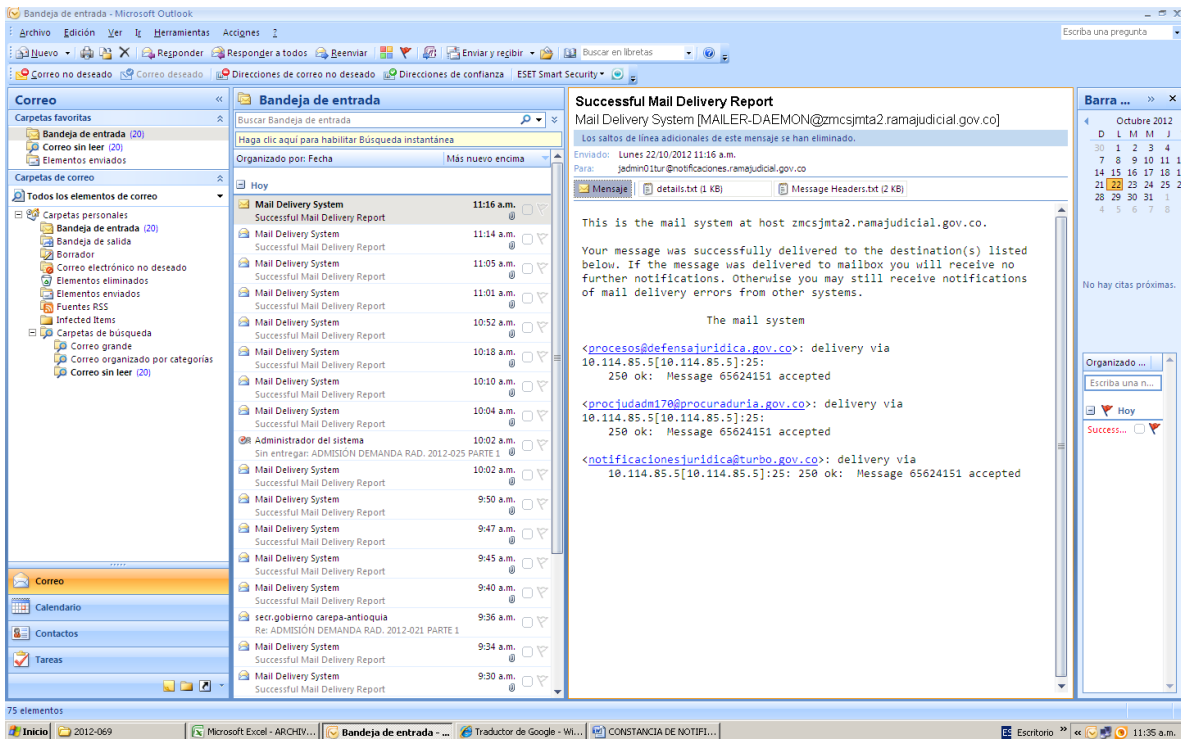 Bandeja de entrada - Microsoft Outlook
Archivo Edición Ver Ir Herramientas Acciones ? Escriba una pregunta
Nuevo Responder Responder a todos Reenviar Enviar y recibir Buscar en libretas
Correo no deseado Correo deseado Direcciones de correo no deseado Direcciones de confianza ESET Smart Security
Correo «
Carpetas favoritas
Bandeja de entrada (20)
Correo sin leer (20)
Elementos enviados
Carpetas de correo
Todos los elementos de correo
Carpetas personales
Bandeja de entrada (20)
Bandeja de salida
Borrador
Correo electrónico no deseado
Elementos eliminados
Elementos enviados
Fuentes RSS
Infected Items
Carpetas de búsqueda
Correo grande
Correo organizado por categorías
Correo sin leer (20)
Correo
Calendario
Contactos
Tareas
Bandeja de entrada
Buscar Bandeja de entrada
Haga clic aquí para habilitar Búsqueda instantánea
Organizado por: Fecha Más nuevo encima
Hoy
Mail Delivery System 11:16 a.m.
Successful Mail Delivery Report
Mail Delivery System 11:14 a.m.
Successful Mail Delivery Report
Mail Delivery System 11:05 a.m.
Successful Mail Delivery Report
Mail Delivery System 11:01 a.m.
Successful Mail Delivery Report
Mail Delivery System 10:52 a.m.
Successful Mail Delivery Report
Mail Delivery System 10:18 a.m.
Successful Mail Delivery Report
Mail Delivery System 10:10 a.m.
Successful Mail Delivery Report
Mail Delivery System 10:04 a.m.
Successful Mail Delivery Report
Administrador del sistema 10:02 a.m.
Sin entregar: ADMISIÓN DEMANDA RAD. 2012-025 PARTE 1
Mail Delivery System 10:02 a.m.
Successful Mail Delivery Report
Mail Delivery System 9:50 a.m.
Successful Mail Delivery Report
Mail Delivery System 9:47 a.m.
Successful Mail Delivery Report
Mail Delivery System 9:45 a.m.
Successful Mail Delivery Report
Mail Delivery System 9:40 a.m.
Successful Mail Delivery Report
secr.gobierno carepa-antioquia 9:36 a.m.
Re: ADMISIÓN DEMANDA RAD. 2012-021 PARTE 1
Mail Delivery System 9:34 a.m.
Successful Mail Delivery Report
Mail Delivery System 9:30 a.m.
Successful Mail Delivery Report
Successful Mail Delivery Report
Mail Delivery System [MAILER-DAEMON@zmcsjmta2.ramajudicial.gov.co]
Los saltos de línea adicionales de este mensaje se han eliminado.
Enviado: Lunes 22/10/2012 11:16 a.m.
Para: jadmin01tur@notificaciones.ramajudicial.gov.co
Mensaje details.txt (1 KB) Message Headers.txt (2 KB)
This is the mail system at host zmcsjmta2.ramajudicial.gov.co.
Your message was successfully delivered to the destination(s) listed
below. If the message was delivered to mailbox you will receive no
further notifications. Otherwise you may still receive notifications
of mail delivery errors from other systems.
The mail system
<procesos@defensajuridica.gov.co>: delivery via
10.114.85.5[10.114.85.5]:25:
250 ok: Message 65624151 accepted
<procjudadm170@procuraduria.gov.co>: delivery via
10.114.85.5[10.114.85.5]:25:
250 ok: Message 65624151 accepted
<notificacionesjuridica@turbo.gov.co>: delivery via
10.114.85.5[10.114.85.5]:25: 250 ok: Message 65624151 accepted
Barra ... » ×
Octubre 2012
D L M M J
30 1 2 3 4
7 8 9 10 11 1
14 15 16 17 18 1
21 22 23 24 25 2
28 29 30 31 1
4 5 6 7 8
No hay citas próximas.
Organizado ...
Escriba una n...
Hoy
Success...
75 elementos
Inicio 2012-069 Microsoft Excel - ARCHIV... Bandeja de entrada - ... Traductor de Google - Wi... CONSTANCIA DE NOTIFI... ES Escritorio » « 11:35 a.m.